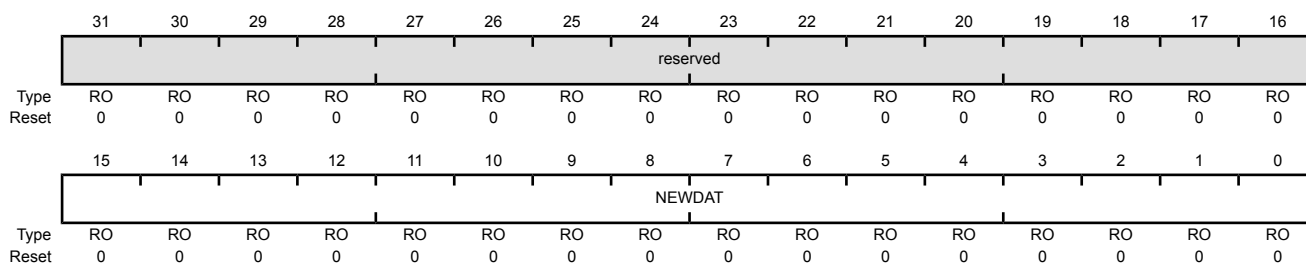 31 30 29 28 27 26 25 24 23 22 21 20 19 18 17 16
reserved
Type RO RO RO RO RO RO RO RO RO RO RO RO RO RO RO RO
Reset 0 0 0 0 0 0 0 0 0 0 0 0 0 0 0 0
15 14 13 12 11 10 9 8 7 6 5 4 3 2 1 0
NEWDAT
Type RO RO RO RO RO RO RO RO RO RO RO RO RO RO RO RO
Reset 0 0 0 0 0 0 0 0 0 0 0 0 0 0 0 0